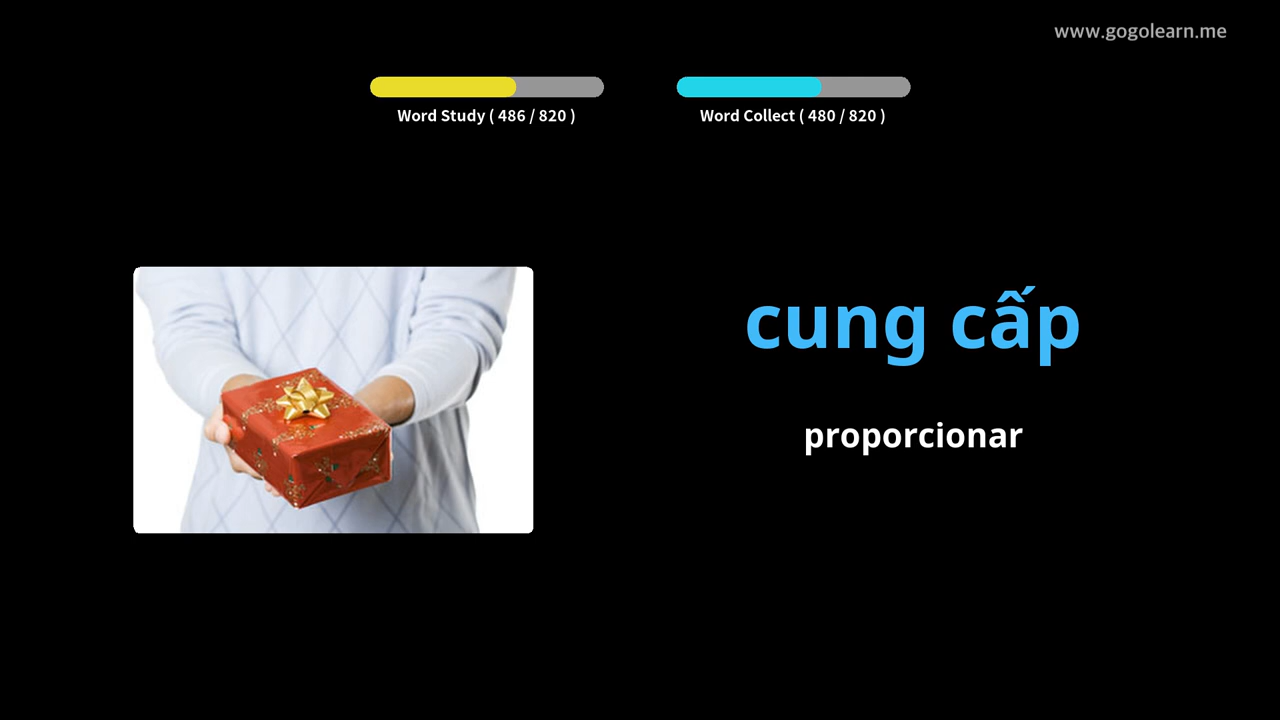 www.gogolearn.me
Word Study ( 486 / 820 )
Word Collect ( 480 / 820 )
cung cấp
proporcionar